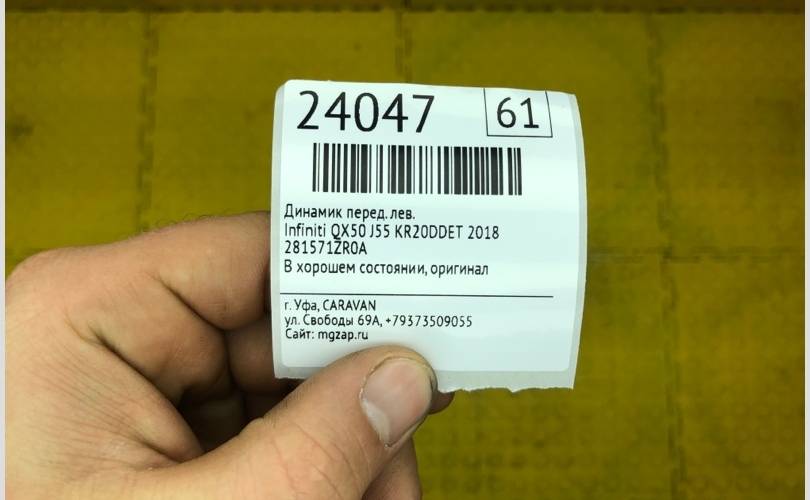 24047 61
Динамик перед.лев.
Infiniti QX50 J55 KR20DDET 2018
281571ZR0A
В хорошем состоянии, оригинал
г. Уфа, CARAVAN
ул. Свободы 69А, +79373509055
Сайт: mgzap.ru